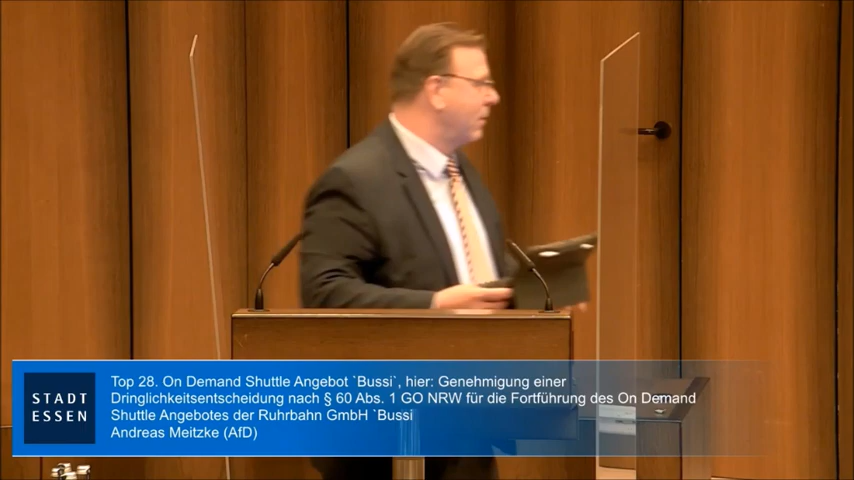 STADT
ESSEN
Top 28. On Demand Shuttle Angebot `Bussi`, hier: Genehmigung einer
Dringlichkeitsentscheidung nach § 60 Abs. 1 GO NRW für die Fortführung des On Demand
Shuttle Angebotes der Ruhrbahn GmbH `Bussi
Andreas Meitzke (AfD)